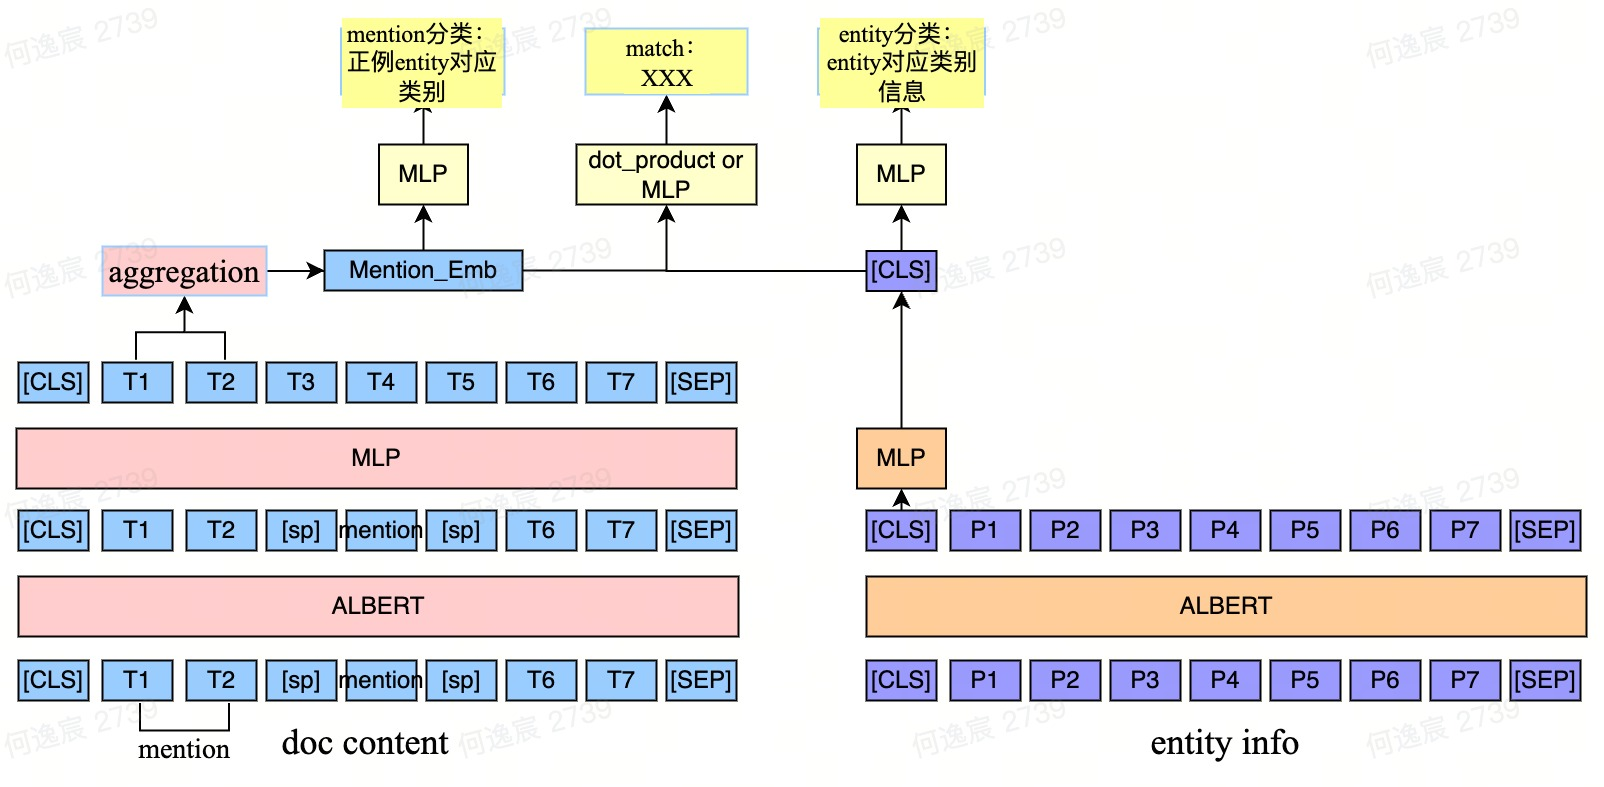 mention分类：
正例entity对应
类别
match：
XXX
entity分类：
entity对应类别
信息
MLP
dot_product or
MLP
MLP
aggregation
Mention_Emb
[CLS]
[CLS] T1 T2 T3 T4 T5 T6 T7 [SEP]
MLP
MLP
[CLS] T1 T2 [sp] mention [sp] T6 T7 [SEP]
[CLS] P1 P2 P3 P4 P5 P6 P7 [SEP]
ALBERT
ALBERT
[CLS] T1 T2 [sp] mention [sp] T6 T7 [SEP]
[CLS] P1 P2 P3 P4 P5 P6 P7 [SEP]
mention
doc content
entity info
何逸宸 2739